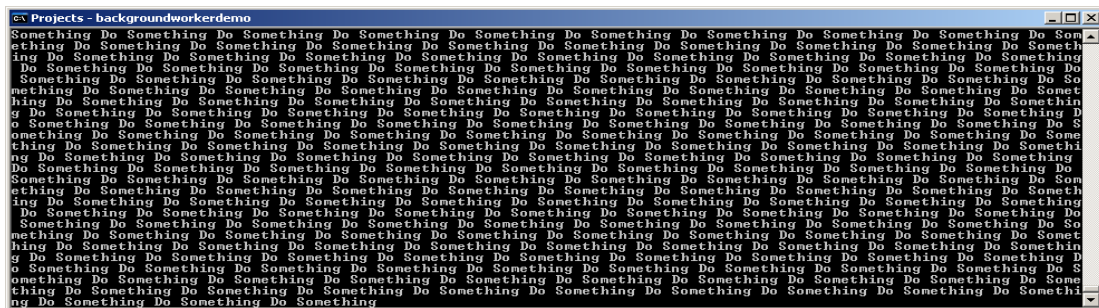 Projects - backgroundworkerdemo
Something Do Something Do Something Do Something Do Something Do Something Do Something Do Something Do Something Do Som
ething Do Something Do Something Do Something Do Something Do Something Do Something Do Something Do Something Do Someth
ing Do Something Do Something Do Something Do Something Do Something Do Something Do Something Do Something Do Something
 Do Something Do Something Do Something Do Something Do Something Do Something Do Something Do Something Do Something Do
 Something Do Something Do Something Do Something Do Something Do Something Do Something Do Something Do Something Do So
mething Do Something Do Something Do Something Do Something Do Something Do Something Do Something Do Something Do Somet
hing Do Something Do Something Do Something Do Something Do Something Do Something Do Something Do Something Do Somethin
g Do Something Do Something Do Something Do Something Do Something Do Something Do Something Do Something Do Something D
o Something Do Something Do Something Do Something Do Something Do Something Do Something Do Something Do Something Do S
omething Do Something Do Something Do Something Do Something Do Something Do Something Do Something Do Something Do Some
thing Do Something Do Something Do Something Do Something Do Something Do Something Do Something Do Something Do Somethi
ng Do Something Do Something Do Something Do Something Do Something Do Something Do Something Do Something Do Something
Do Something Do Something Do Something Do Something Do Something Do Something Do Something Do Something Do Something Do
Something Do Something Do Something Do Something Do Something Do Something Do Something Do Something Do Something Do Som
ething Do Something Do Something Do Something Do Something Do Something Do Something Do Something Do Something Do Someth
ing Do Something Do Something Do Something Do Something Do Something Do Something Do Something Do Something Do Something
 Do Something Do Something Do Something Do Something Do Something Do Something Do Something Do Something Do Something Do
 Something Do Something Do Something Do Something Do Something Do Something Do Something Do Something Do Something Do So
mething Do Something Do Something Do Something Do Something Do Something Do Something Do Something Do Something Do Somet
hing Do Something Do Something Do Something Do Something Do Something Do Something Do Something Do Something Do Somethin
g Do Something Do Something Do Something Do Something Do Something Do Something Do Something Do Something Do Something D
o Something Do Something Do Something Do Something Do Something Do Something Do Something Do Something Do Something Do S
omething Do Something Do Something Do Something Do Something Do Something Do Something Do Something Do Something Do Some
thing Do Something Do Something Do Something Do Something Do Something Do Something Do Something Do Something Do Somethi
ng Do Something Do Something Do Something